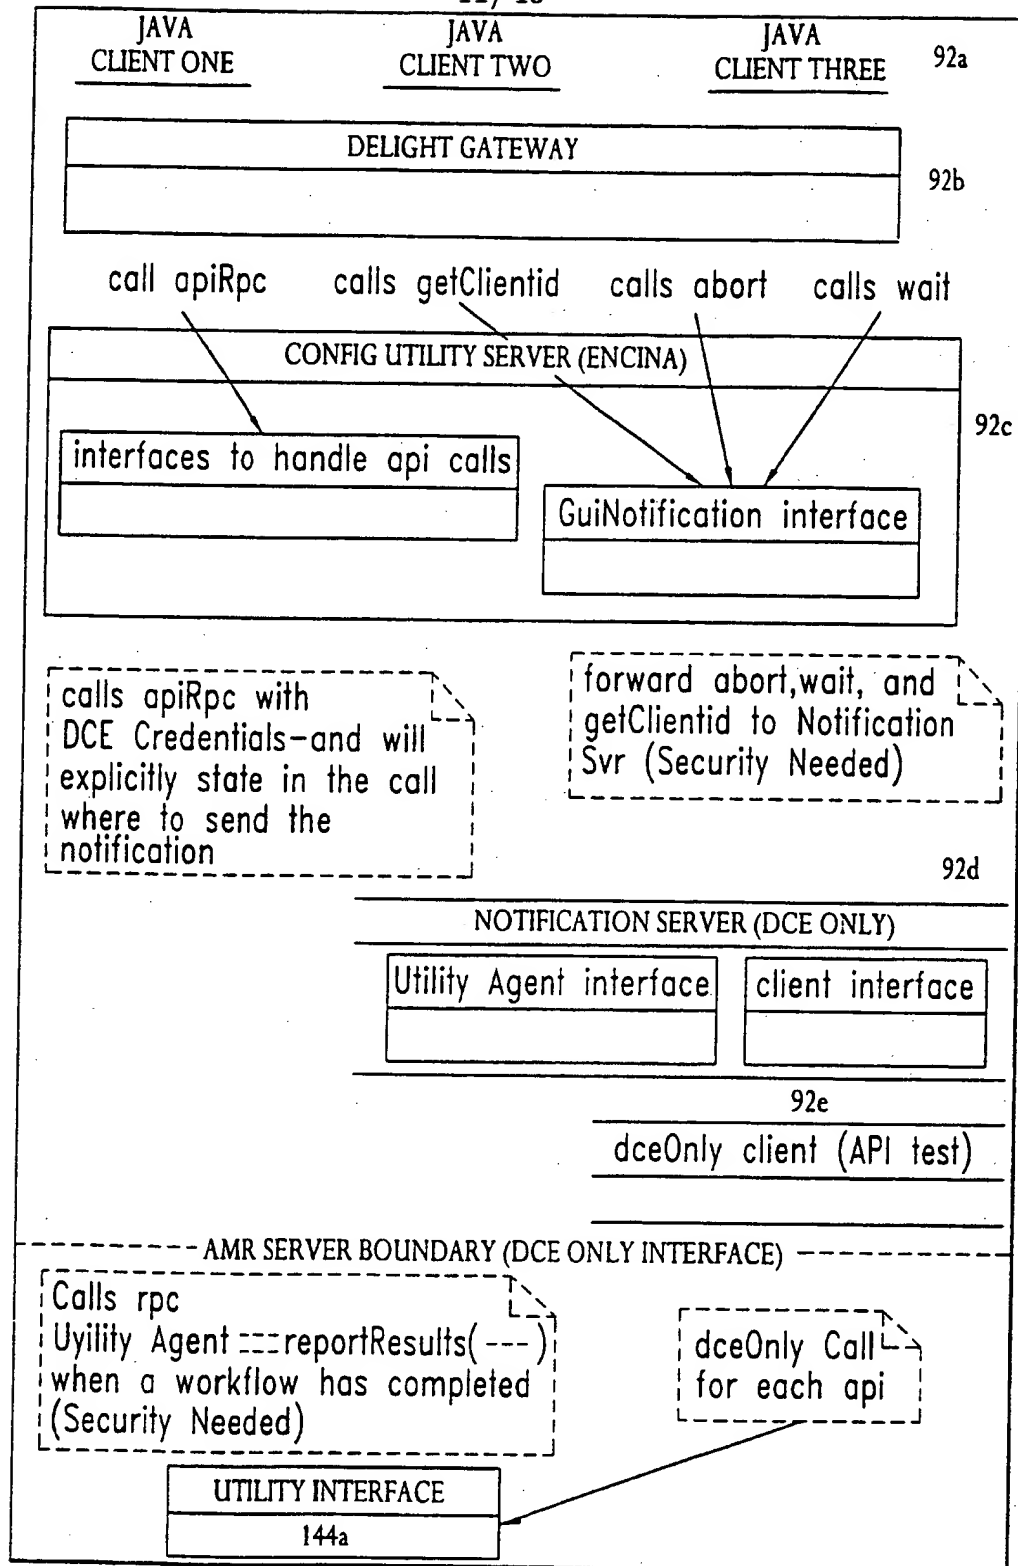 JAVA
CLIENT ONE
JAVA
CLIENT TWO
JAVA
CLIENT THREE
92a
DELIGHT GATEWAY
92b
call apiRpc
calls getClientid
calls abort
calls wait
CONFIG UTILITY SERVER (ENCINA)
92c
interfaces to handle api calls
GuiNotification interface
calls apiRpc with
DCE Credentials-and will
explicitly state in the call
where to send the
notification
forward abort,wait, and
getClientid to Notification
Svr (Security Needed)
92d
NOTIFICATION SERVER (DCE ONLY)
Utility Agent interface
client interface
92e
dceOnly client (API test)
AMR SERVER BOUNDARY (DCE ONLY INTERFACE)
Calls rpc
Uyility Agent :::reportResults(---)
when a workflow has completed
(Security Needed)
dceOnly Call
for each api
UTILITY INTERFACE
144a